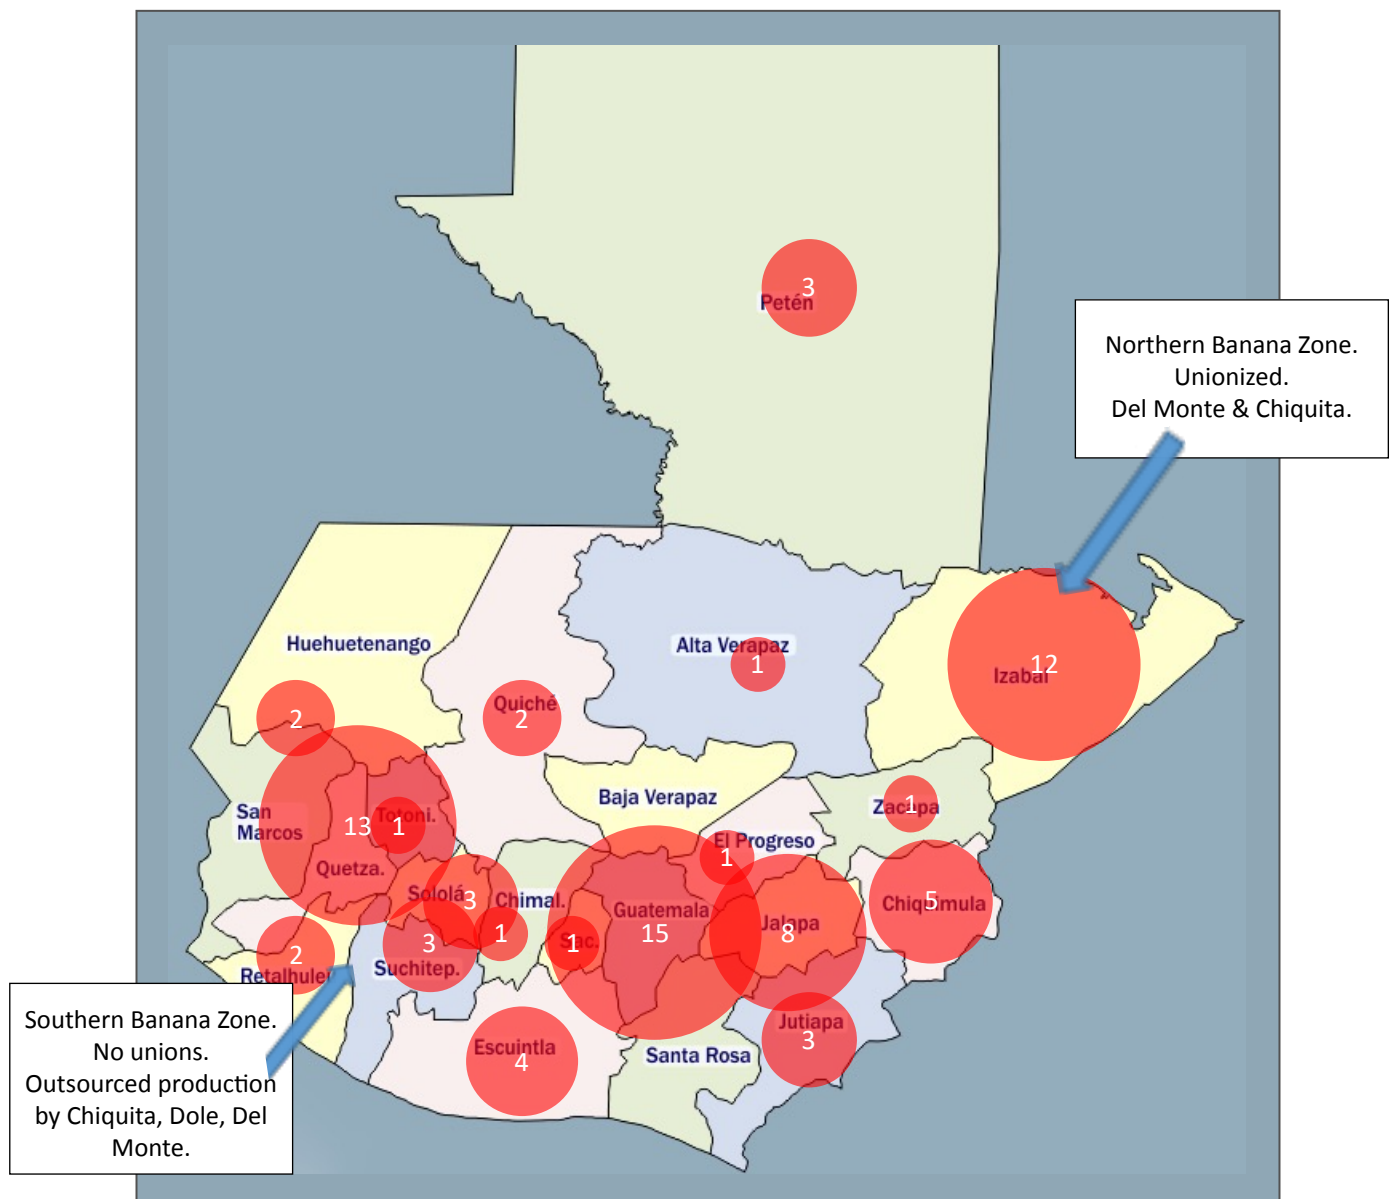 3
Petén
Northern Banana Zone.
Unionized.
Del Monte & Chiquita.
Huehuetenango
Alta Verapaz
1
12
Izabal
Quiché
2
2
Baja Verapaz
San
Marcos
13
Totoni.
1
Zacapa
1
El Progreso
1
Quetza.
Sololá
3
Chimal.
Guatemala
15
Jalapa
8
Chiquimula
5
3
1
Sac.
1
2
Retalhuleu
Suchitep.
Jutiapa
3
Escuintla
4
Santa Rosa
Southern Banana Zone.
No unions.
Outsourced production
by Chiquita, Dole, Del
Monte.